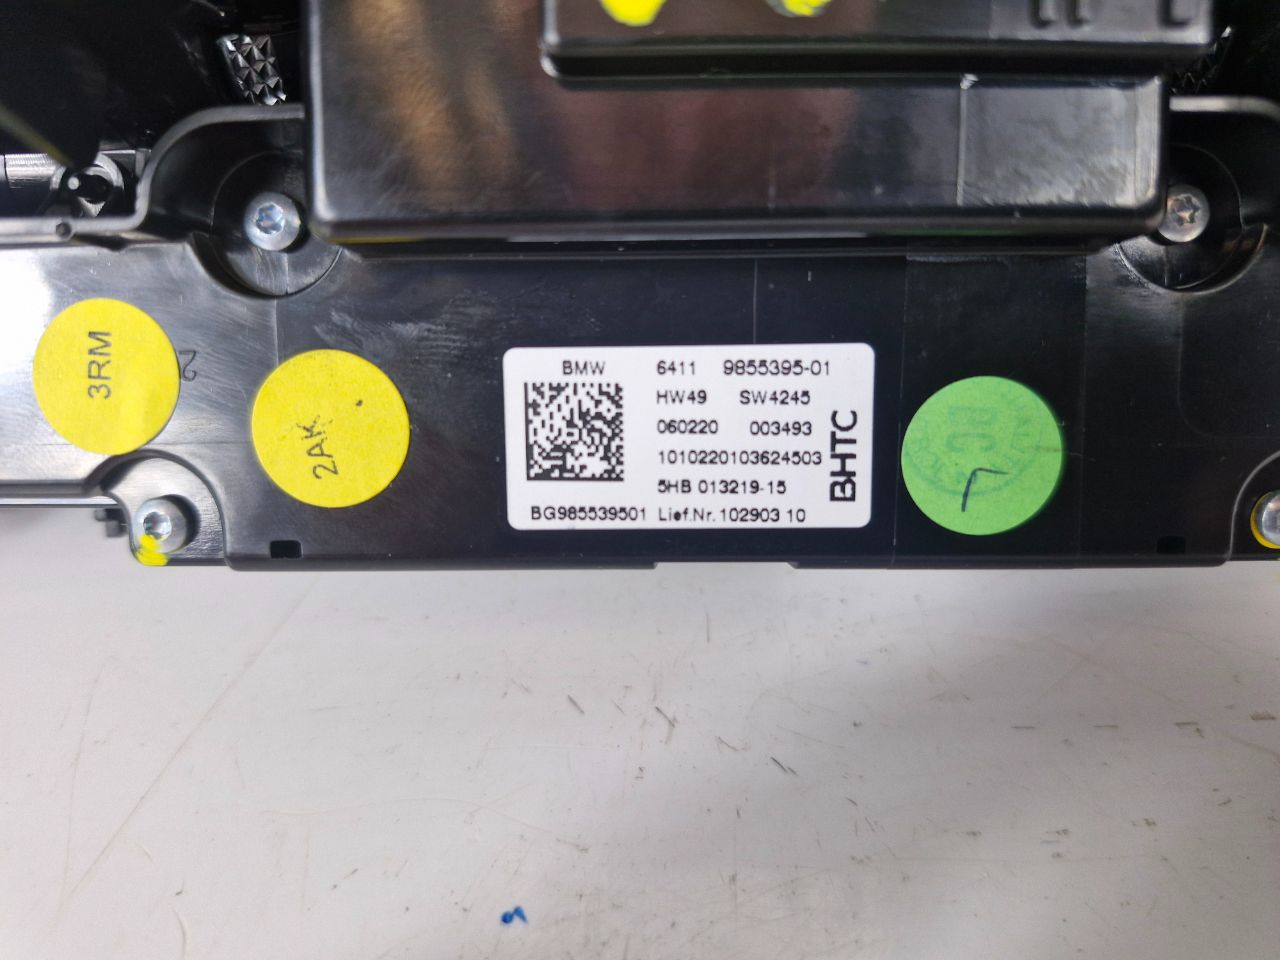 3RM
2AK
BMW 6411 9855395-01
HW49 SW4245
060220 003493
1010220103624503
5HB 013219-15
BG985539501 Lief.Nr. 102903 10
BHTC